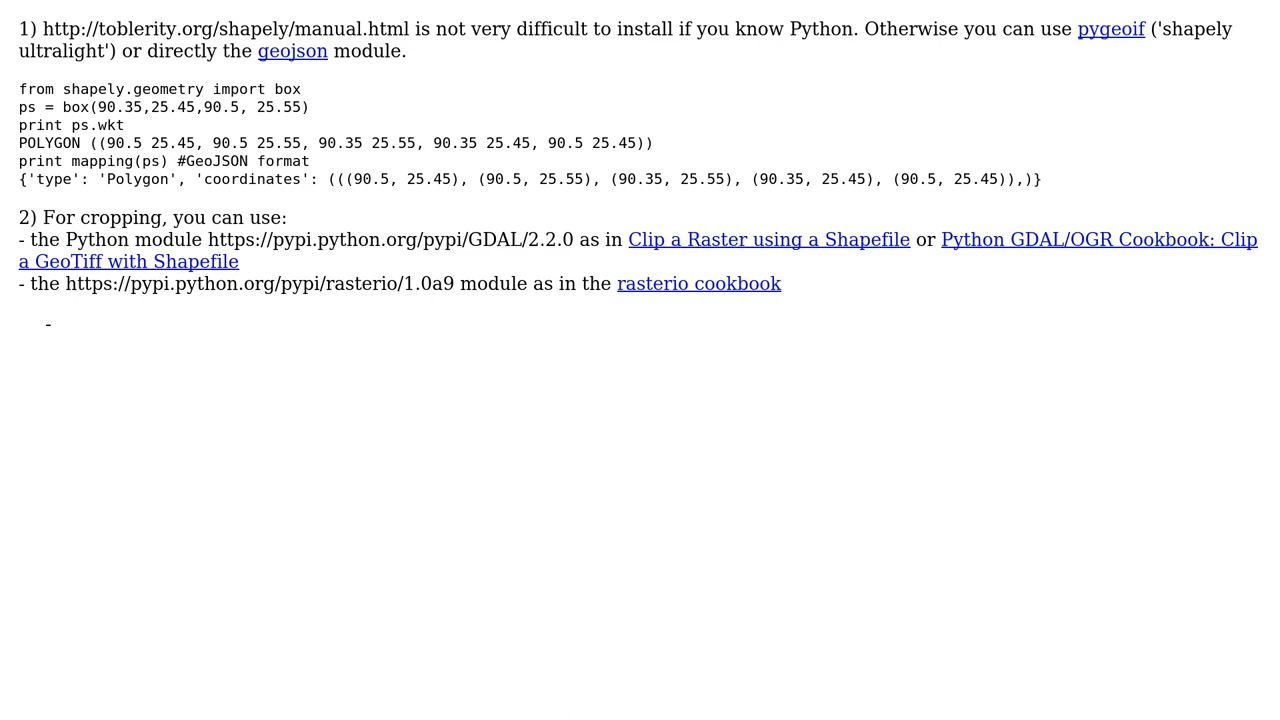 1) http://toblerity.org/shapely/manual.html is not very difficult to install if you know Python. Otherwise you can use pygeoif ('shapely
ultralight') or directly the geojson module.
from shapely.geometry import box
ps = box(90.35,25.45,90.5, 25.55)
print ps.wkt
POLYGON ((90.5 25.45, 90.5 25.55, 90.35 25.55, 90.35 25.45, 90.5 25.45))
print mapping(ps) #GeoJSON format
{'type': 'Polygon', 'coordinates': (((90.5, 25.45), (90.5, 25.55), (90.35, 25.55), (90.35, 25.45), (90.5, 25.45)),)}
2) For cropping, you can use:
- the Python module https://pypi.python.org/pypi/GDAL/2.2.0 as in Clip a Raster using a Shapefile or Python GDAL/OGR Cookbook: Clip
a GeoTiff with Shapefile
- the https://pypi.python.org/pypi/rasterio/1.0a9 module as in the rasterio cookbook
-